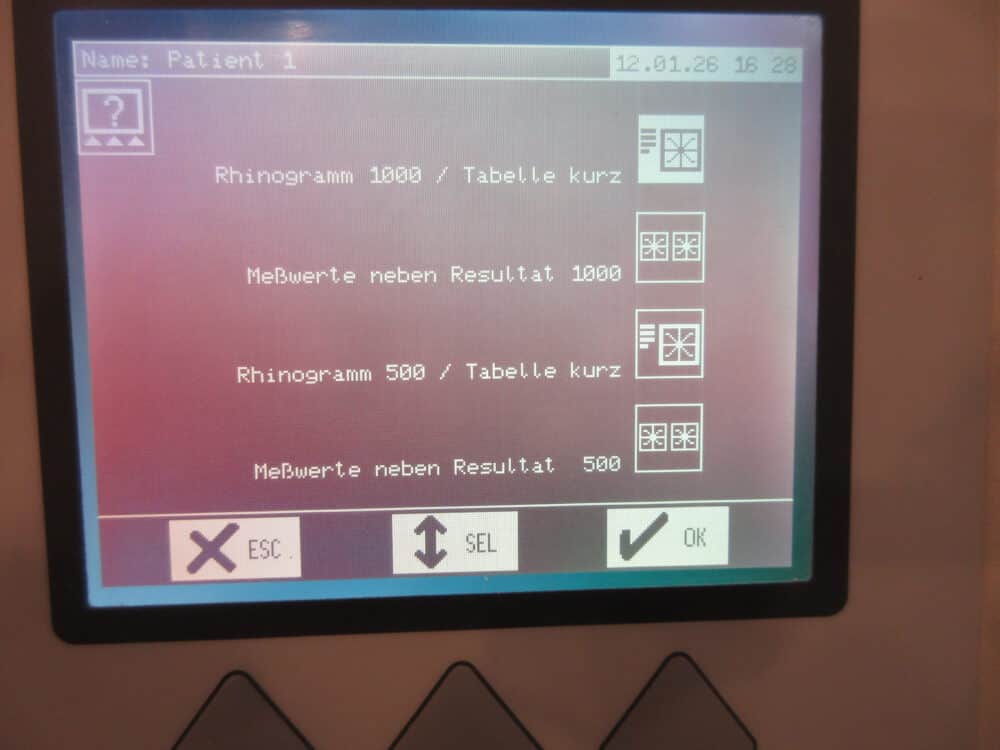 Name: Patient 1
12.01.26 16 28
?
Rhinogramm 1000 / Tabelle kurz
Meßwerte neben Resultat 1000
Rhinogramm 500 / Tabelle kurz
Meßwerte neben Resultat 500
ESC.
SEL
OK